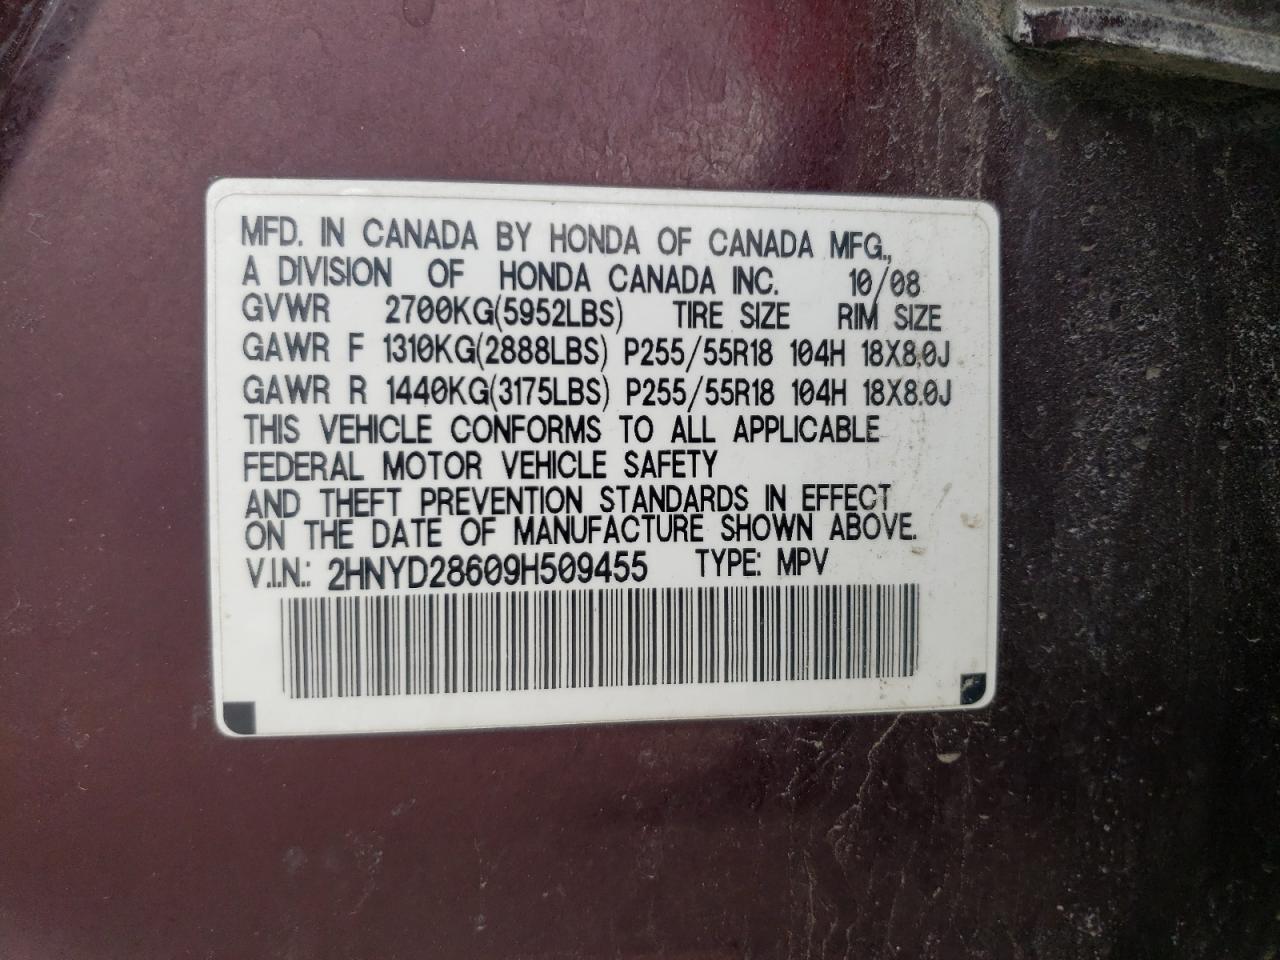 MFD. IN CANADA BY HONDA OF CANADA MFG.,
A DIVISION OF HONDA CANADA INC. 10/08
GVWR 2700KG(5952LBS) TIRE SIZE RIM SIZE
GAWR F 1310KG(2888LBS) P255/55R18 104H 18X8.0J
GAWR R 1440KG(3175LBS) P255/55R18 104H 18X8.0J
THIS VEHICLE CONFORMS TO ALL APPLICABLE
FEDERAL MOTOR VEHICLE SAFETY
AND THEFT PREVENTION STANDARDS IN EFFECT
ON THE DATE OF MANUFACTURE SHOWN ABOVE.
V.I.N.: 2HNYD28609H509455 TYPE: MPV